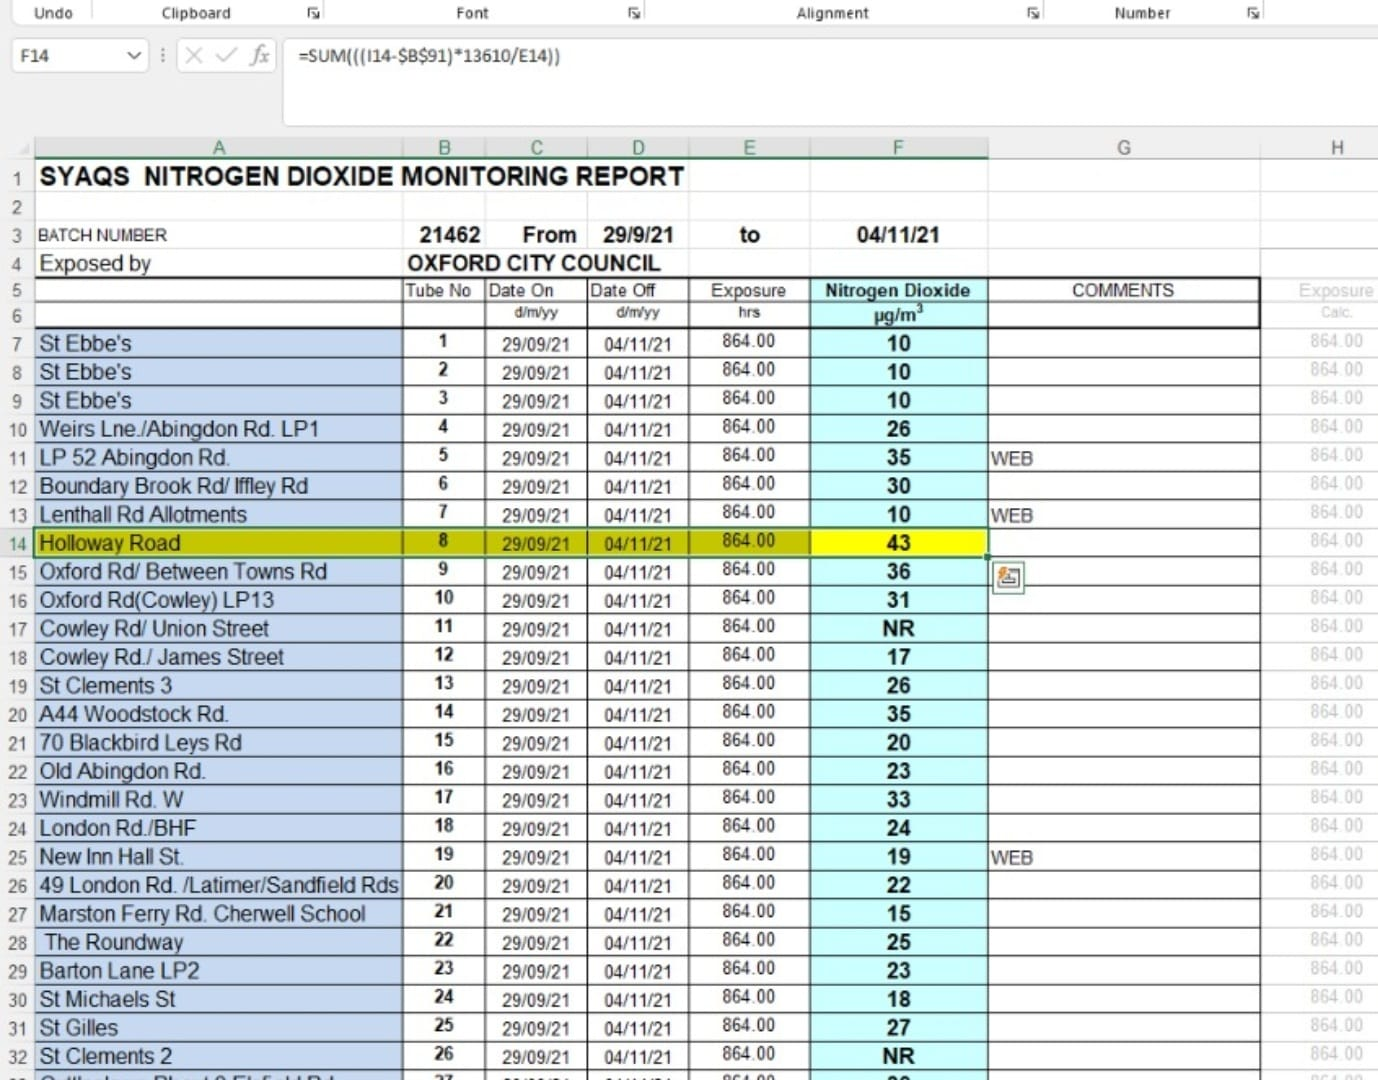 Undo Clipboard Font Alignment Number
F14 fx =SUM(((I14-$B$91)*13610/E14))
A B C D E F G H
1 SYAQS NITROGEN DIOXIDE MONITORING REPORT
2
3 BATCH NUMBER 21462 From 29/9/21 to 04/11/21
4 Exposed by OXFORD CITY COUNCIL
5 Tube No Date On Date Off Exposure Nitrogen Dioxide COMMENTS Exposure
6 d/m/yy d/m/yy hrs µg/m³ Calc.
7 St Ebbe's 1 29/09/21 04/11/21 864.00 10 864.00
8 St Ebbe's 2 29/09/21 04/11/21 864.00 10 864.00
9 St Ebbe's 3 29/09/21 04/11/21 864.00 10 864.00
10 Weirs Lne./Abingdon Rd. LP1 4 29/09/21 04/11/21 864.00 26 864.00
11 LP 52 Abingdon Rd. 5 29/09/21 04/11/21 864.00 35 WEB 864.00
12 Boundary Brook Rd/ Iffley Rd 6 29/09/21 04/11/21 864.00 30 864.00
13 Lenthall Rd Allotments 7 29/09/21 04/11/21 864.00 10 WEB 864.00
14 Holloway Road 8 29/09/21 04/11/21 864.00 43 864.00
15 Oxford Rd/ Between Towns Rd 9 29/09/21 04/11/21 864.00 36 864.00
16 Oxford Rd(Cowley) LP13 10 29/09/21 04/11/21 864.00 31 864.00
17 Cowley Rd/ Union Street 11 29/09/21 04/11/21 864.00 NR 864.00
18 Cowley Rd./ James Street 12 29/09/21 04/11/21 864.00 17 864.00
19 St Clements 3 13 29/09/21 04/11/21 864.00 26 864.00
20 A44 Woodstock Rd. 14 29/09/21 04/11/21 864.00 35 864.00
21 70 Blackbird Leys Rd 15 29/09/21 04/11/21 864.00 20 864.00
22 Old Abingdon Rd. 16 29/09/21 04/11/21 864.00 23 864.00
23 Windmill Rd. W 17 29/09/21 04/11/21 864.00 33 864.00
24 London Rd./BHF 18 29/09/21 04/11/21 864.00 24 864.00
25 New Inn Hall St. 19 29/09/21 04/11/21 864.00 19 WEB 864.00
26 49 London Rd. /Latimer/Sandfield Rds 20 29/09/21 04/11/21 864.00 22 864.00
27 Marston Ferry Rd. Cherwell School 21 29/09/21 04/11/21 864.00 15 864.00
28 The Roundway 22 29/09/21 04/11/21 864.00 25 864.00
29 Barton Lane LP2 23 29/09/21 04/11/21 864.00 23 864.00
30 St Michaels St 24 29/09/21 04/11/21 864.00 18 864.00
31 St Gilles 25 29/09/21 04/11/21 864.00 27 864.00
32 St Clements 2 26 29/09/21 04/11/21 864.00 NR 864.00